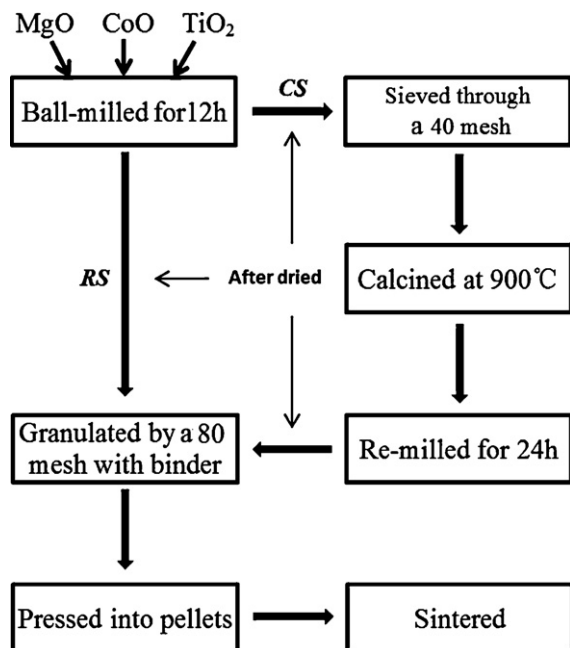 MgO CoO TiO₂
Ball-milled for12h
CS
Sieved through
a 40 mesh
RS
After dried
Calcined at 900℃
Granulated by a 80
mesh with binder
Re-milled for 24h
Pressed into pellets
Sintered